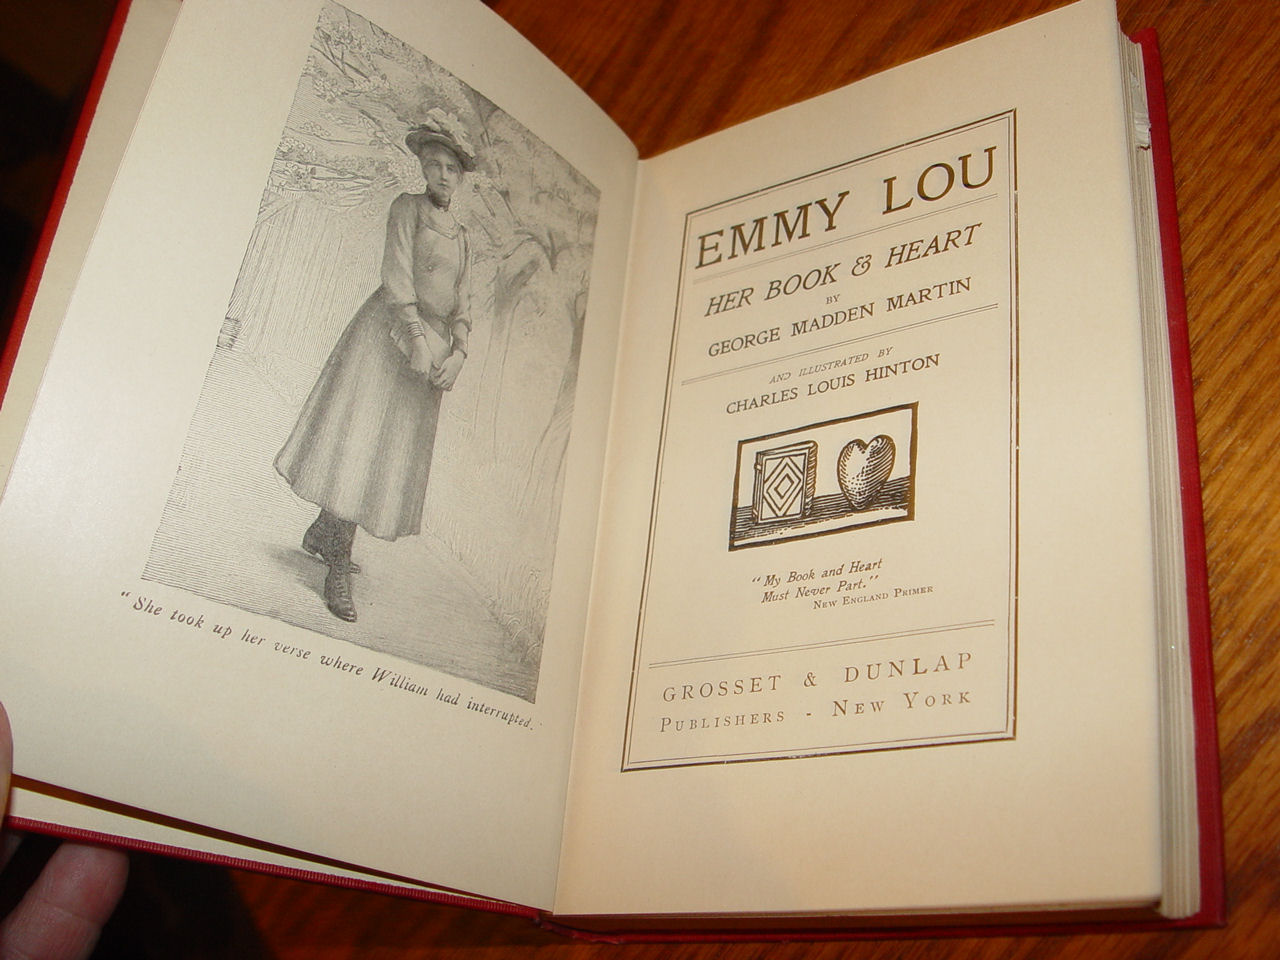 "She took up her verse where William had interrupted.
EMMY LOU
HER BOOK & HEART
BY
GEORGE MADDEN MARTIN
AND ILLUSTRATED BY
CHARLES LOUIS HINTON
"My Book and Heart
Must Never Part."
NEW ENGLAND PRIMER
GROSSET & DUNLAP
PUBLISHERS - NEW YORK